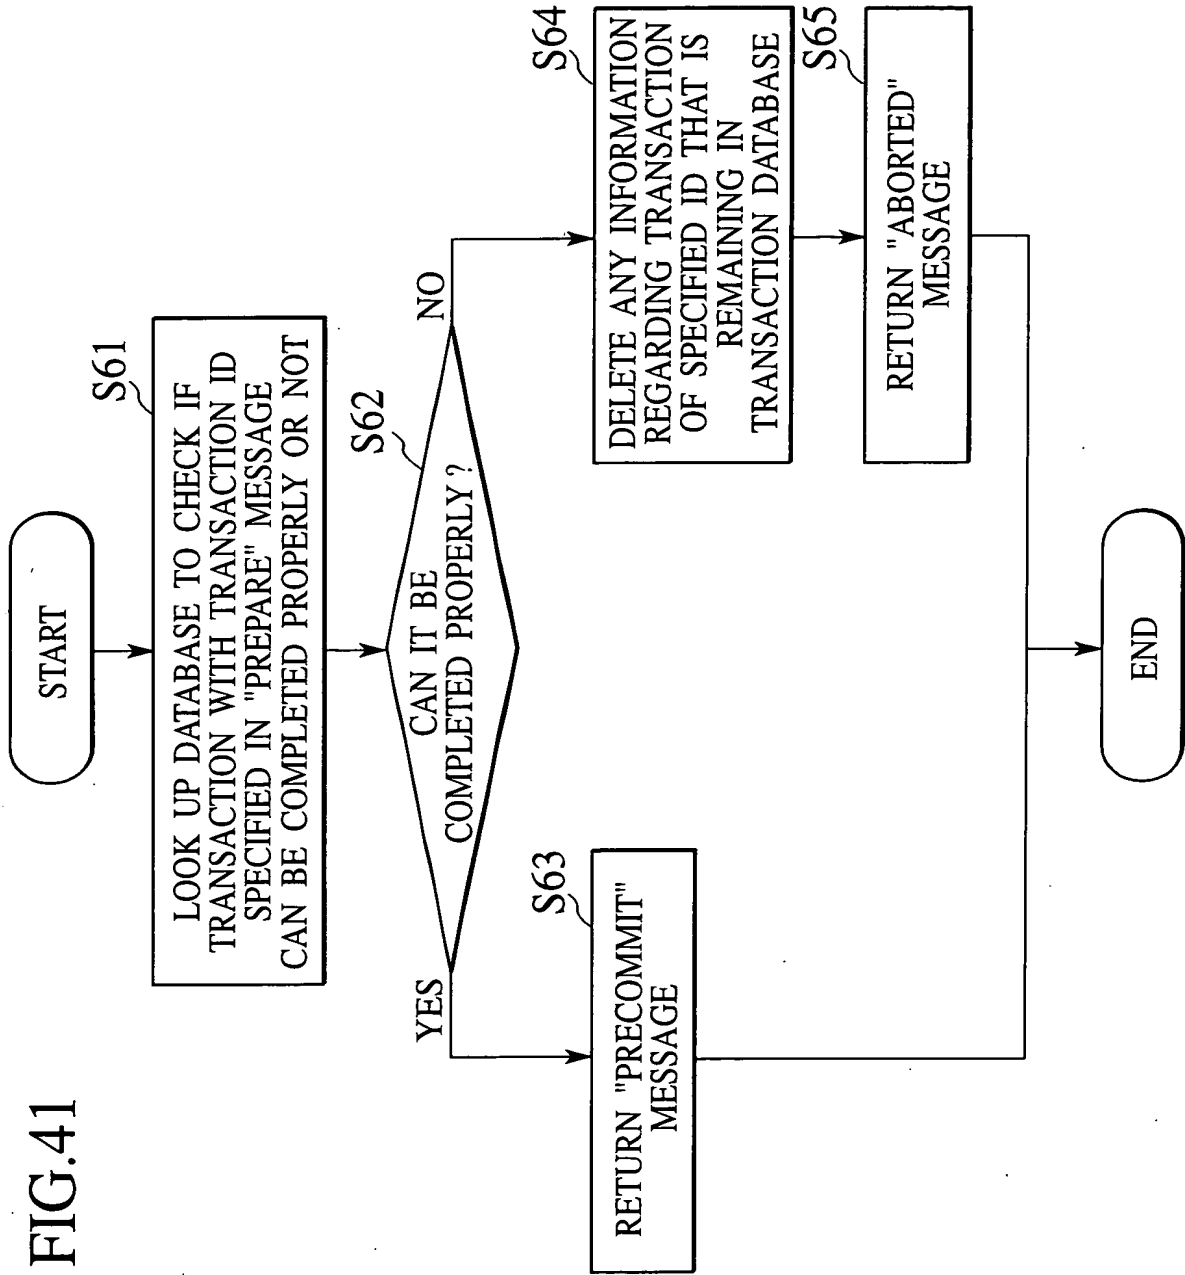 FIG.41
START
S61
LOOK UP DATABASE TO CHECK IF
TRANSACTION WITH TRANSACTION ID
SPECIFIED IN "PREPARE" MESSAGE
CAN BE COMPLETED PROPERLY OR NOT
S62
CAN IT BE
COMPLETED PROPERLY ?
YES
NO
S63
RETURN "PRECOMMIT"
MESSAGE
S64
DELETE ANY INFORMATION
REGARDING TRANSACTION
OF SPECIFIED ID THAT IS
REMAINING IN
TRANSACTION DATABASE
S65
RETURN "ABORTED"
MESSAGE
END